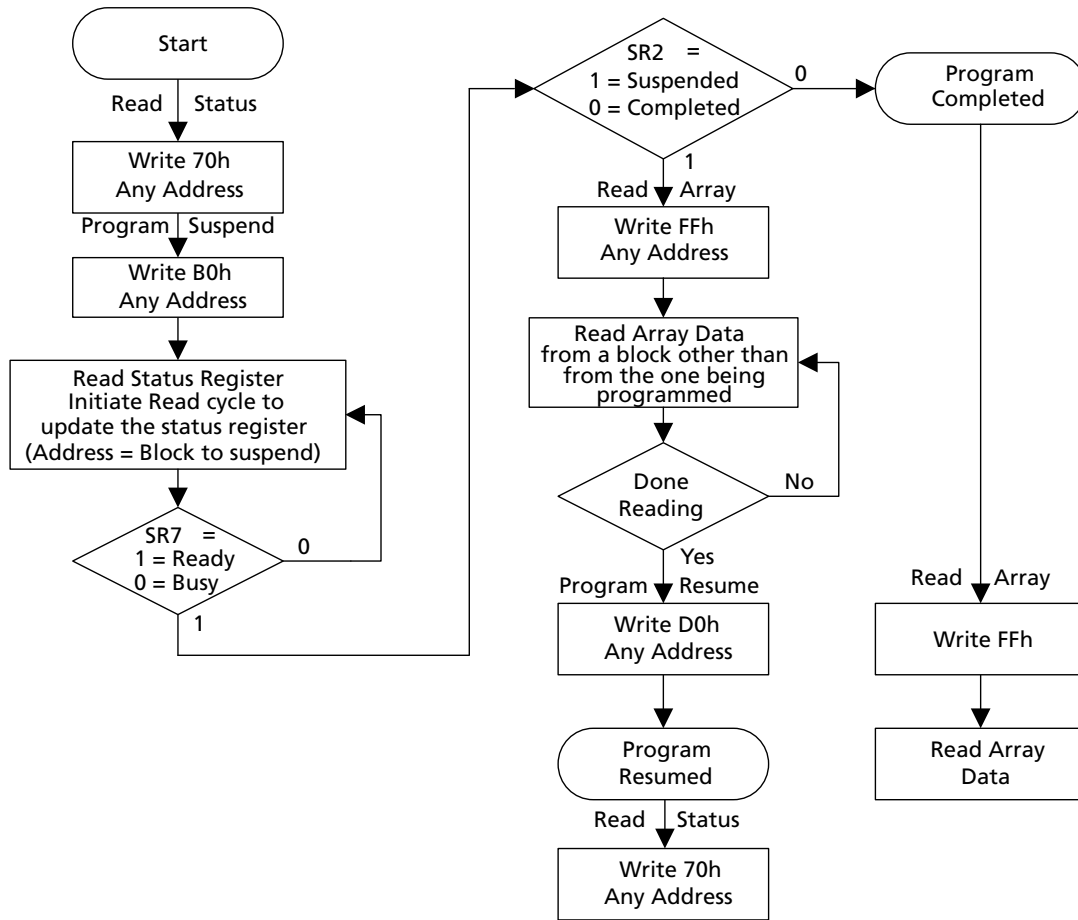 Start
Read Status
Write 70h
Any Address
Program Suspend
Write B0h
Any Address
Read Status Register
Initiate Read cycle to
update the status register
(Address = Block to suspend)
SR7 =
1 = Ready
0 = Busy
0
1
SR2 =
1 = Suspended
0 = Completed
0
1
Read Array
Write FFh
Any Address
Read Array Data
from a block other than
from the one being
programmed
Done
Reading
No
Yes
Program Resume
Write D0h
Any Address
Program
Resumed
Read Status
Write 70h
Any Address
Program
Completed
Read Array
Write FFh
Read Array
Data